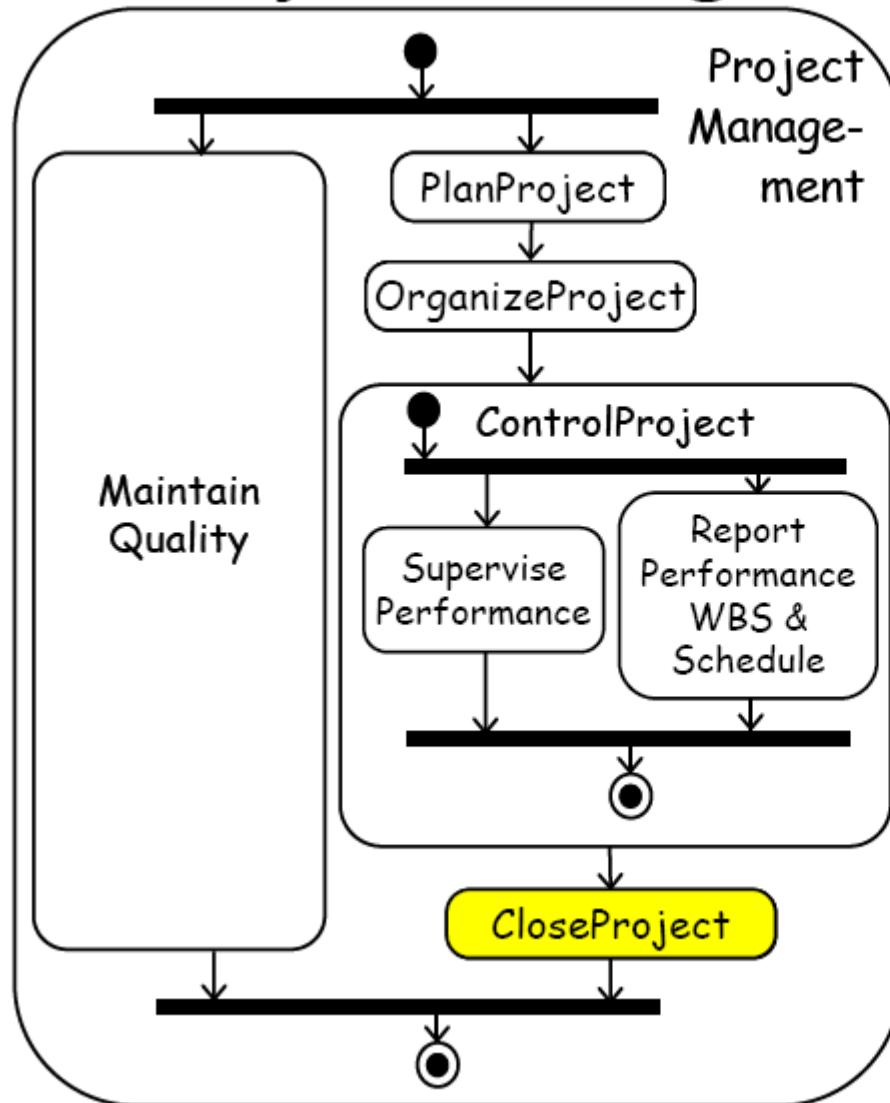 Project
Manage-
ment
PlanProject
OrganizeProject
ControlProject
Maintain
Quality
Supervise
Performance
Report
Performance
WBS &
Schedule
CloseProject